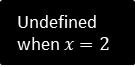 Undefined
when x = 2